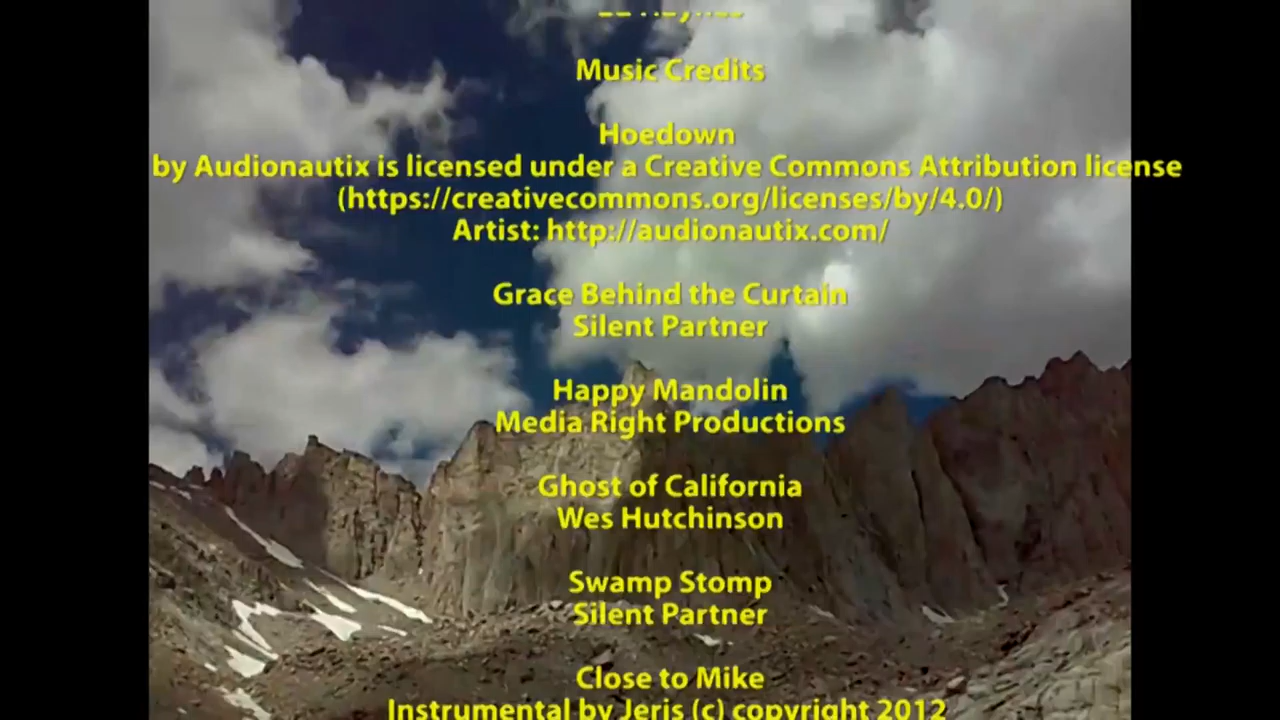 Music Credits
Hoedown
by Audionautix is licensed under a Creative Commons Attribution license
(https://creativecommons.org/licenses/by/4.0/)
Artist: http://audionautix.com/
Grace Behind the Curtain
Silent Partner
Happy Mandolin
Media Right Productions
Ghost of California
Wes Hutchinson
Swamp Stomp
Silent Partner
Close to Mike
Instrumental by Jeris (c) copyright 2012